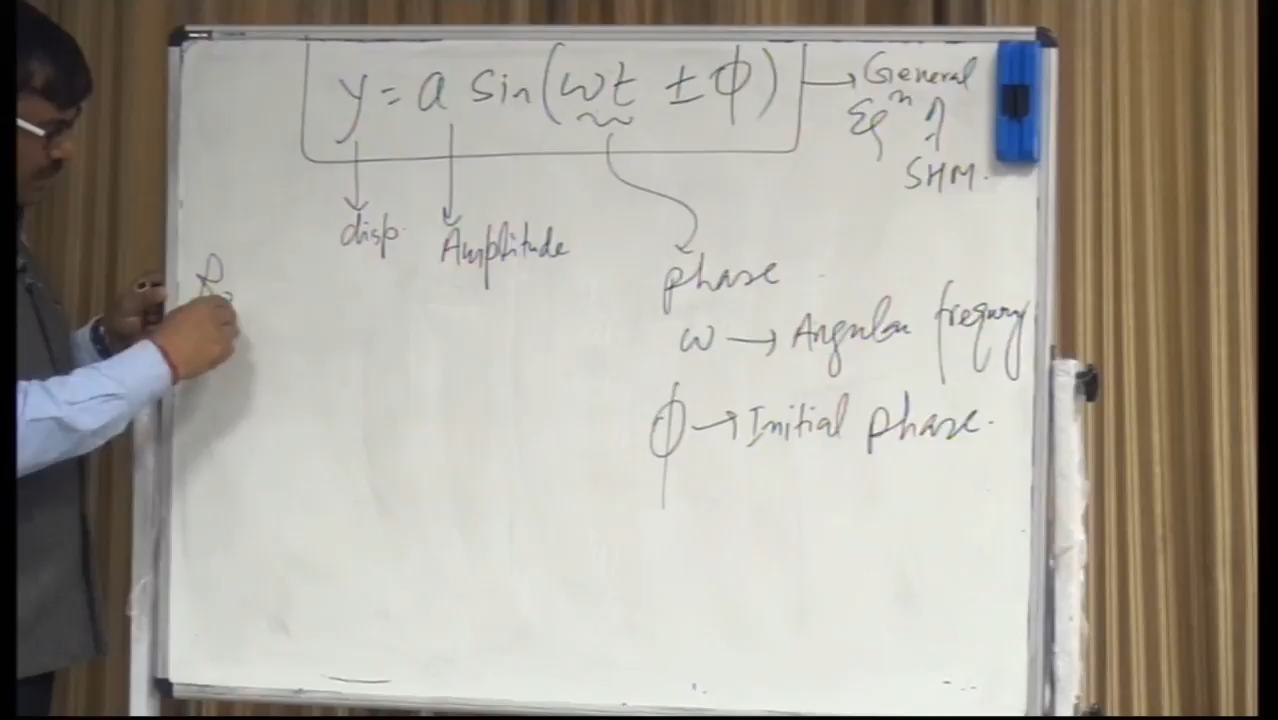 y = a sin(ωt ± φ) → General
Eqⁿ of
SHM.
disp. Amplitude
phase
ω → Angular frequency
φ → Initial phase.